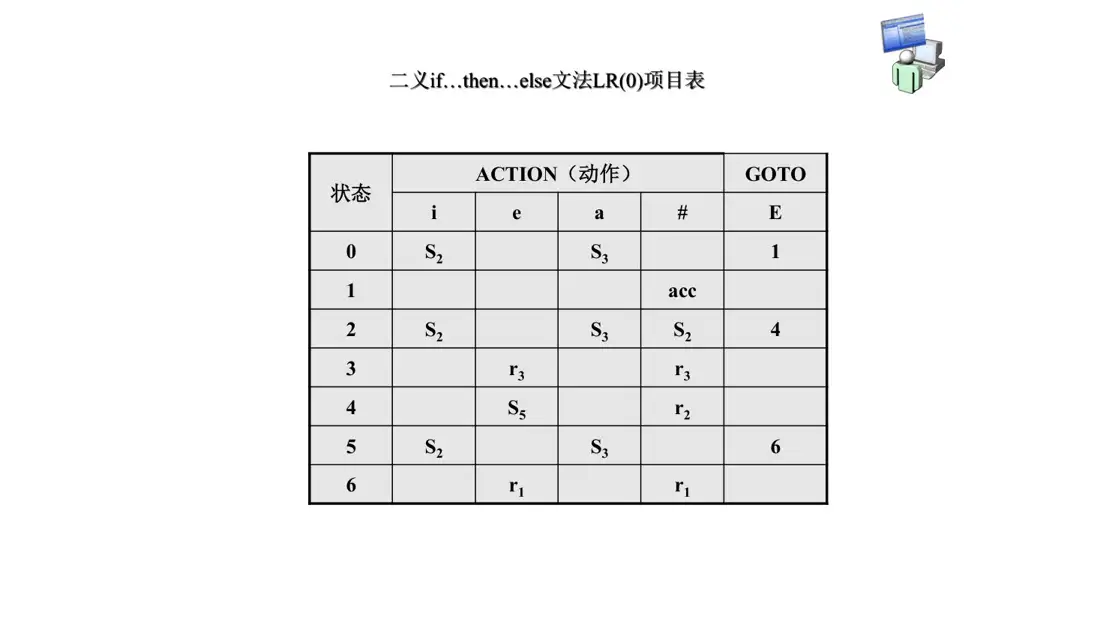 二义if…then…else文法LR(0)项目表
状态 ACTION（动作） GOTO
i e a # E
0 S2 S3 1
1 acc
2 S2 S3 S2 4
3 r3 r3
4 S5 r2
5 S2 S3 6
6 r1 r1